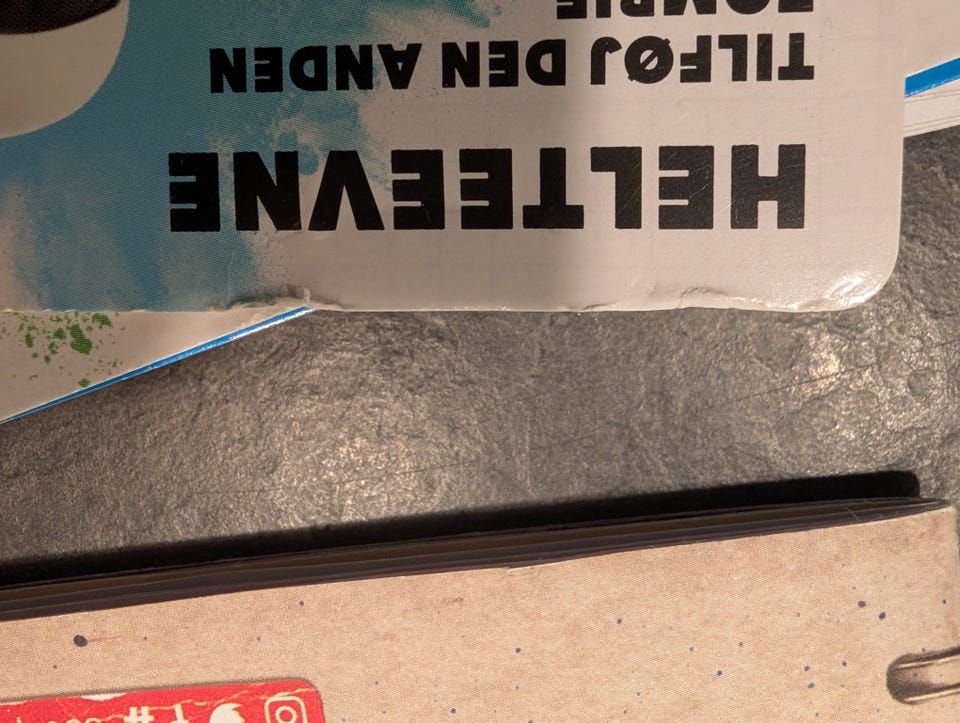 HELTEEVNE
TILFØJ DEN ANDEN
ZOMBIE